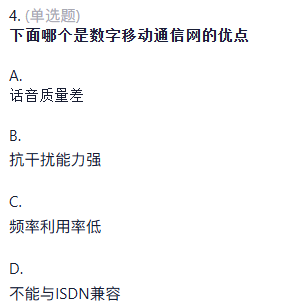 4. (单选题)
下面哪个是数字移动通信网的优点
A.
话音质量差
B.
抗干扰能力强
C.
频率利用率低
D.
不能与ISDN兼容